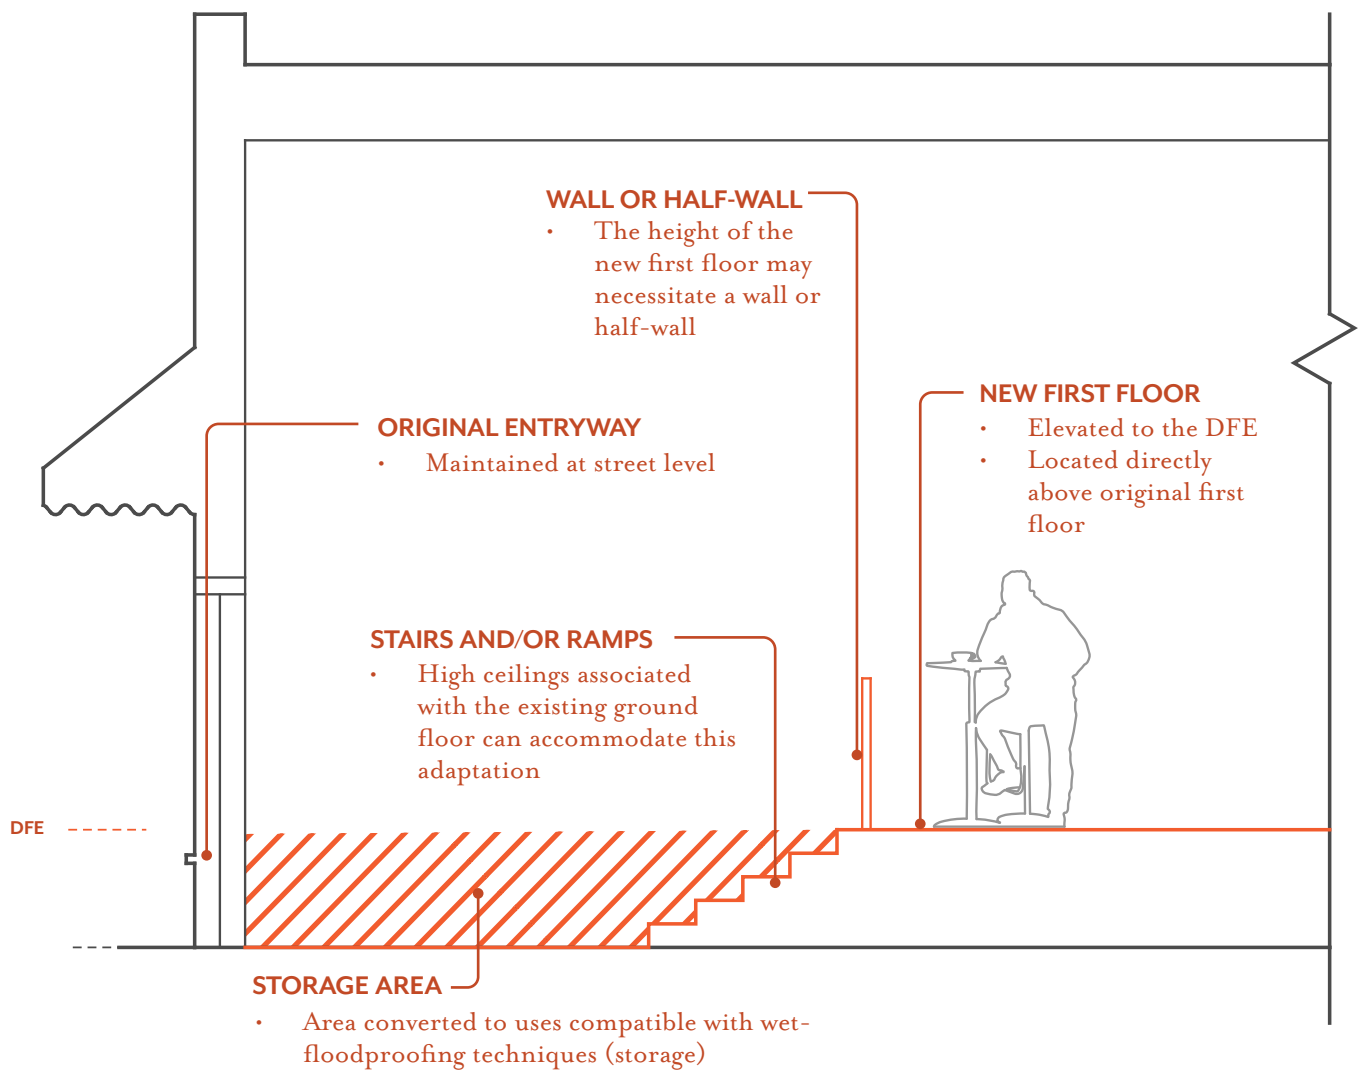 WALL OR HALF-WALL
• The height of the
new first floor may
necessitate a wall or
half-wall
NEW FIRST FLOOR
• Elevated to the DFE
• Located directly
above original first
floor
ORIGINAL ENTRYWAY
• Maintained at street level
STAIRS AND/OR RAMPS
• High ceilings associated
with the existing ground
floor can accommodate this
adaptation
DFE
STORAGE AREA
• Area converted to uses compatible with wet-
floodproofing techniques (storage)